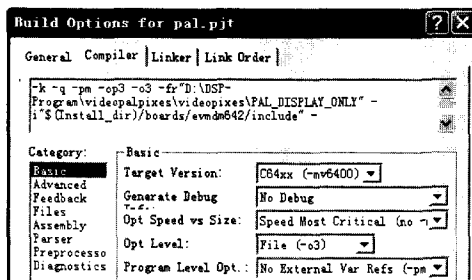 Build Options for pal.pjt
General Compiler Linker Link Order
-k -q -pm -op3 -o3 -fr"D:\DSP-
Program\videopalpixes\videopixes\PAL_DISPLAY_ONLY" -
i"$(Install_dir)/boards/evmdm642/include" -
Category:
Basic
Advanced
Feedback
Files
Assembly
Parser
Preprocesso
Diagnostics
Basic
Target Version: C64xx (-mv6400)
Generate Debug No Debug
Opt Speed vs Size: Speed Most Critical (no
Opt Level: File (-o3)
Program Level Opt.: No External Var Refs (-pm